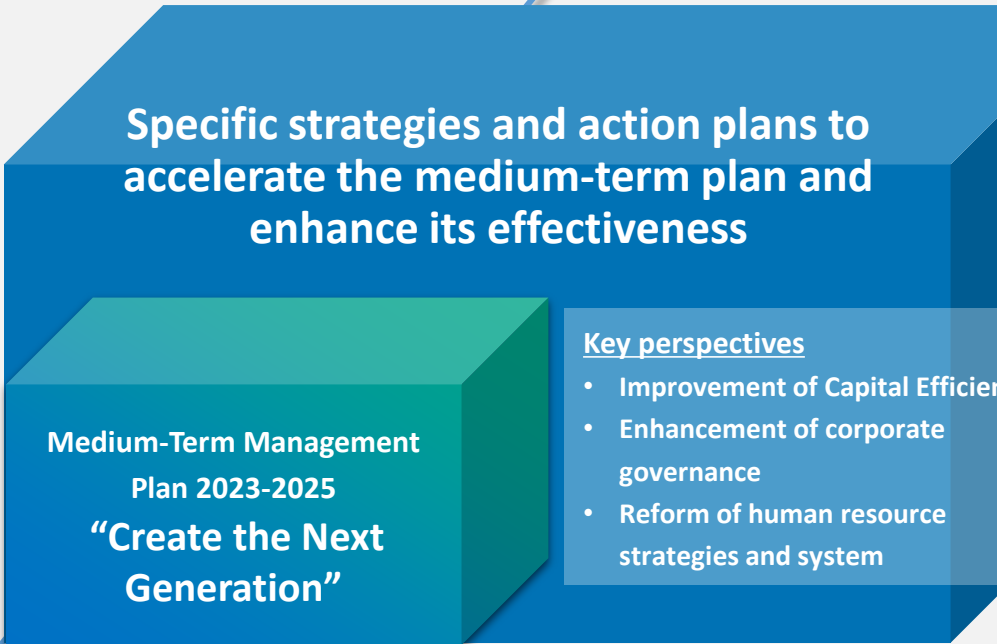 Specific strategies and action plans to
accelerate the medium-term plan and
enhance its effectiveness
Key perspectives
• Improvement of Capital
• Enhancement of corporate
governance
• Reform of human resource
strategies and system
Medium-Term Management
Plan 2023-2025
“Create the Next
Generation”